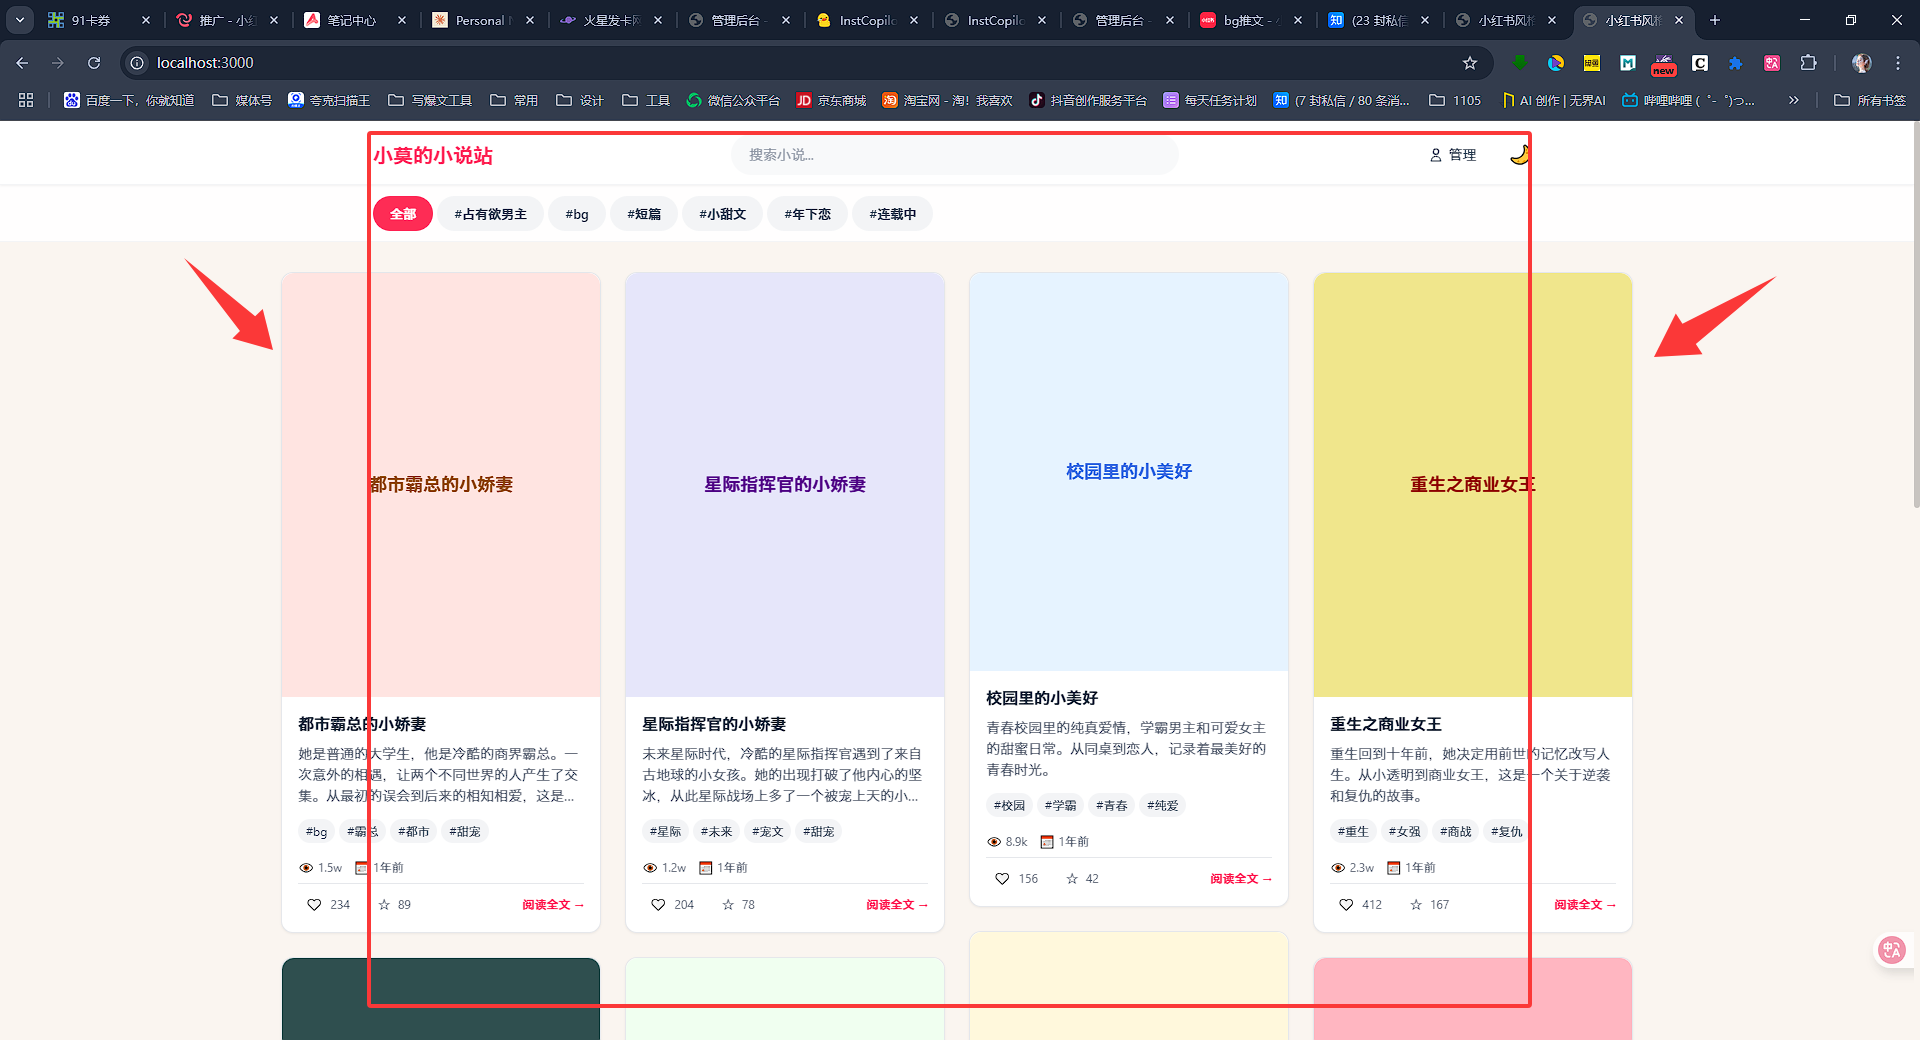 91卡券
推广 - 小红
笔记中心
Personal
火星发卡网
管理后台 -
InstCopilo
InstCopilo
管理后台 -
bg推文 -
(23 封私信
小红书风格
小红书风格
localhost:3000
new
百度一下，你就知道
媒体号
夸克扫描王
写爆文工具
常用
设计
工具
微信公众平台
京东商城
淘宝网 - 淘！我喜欢
抖音创作服务平台
每天任务计划
(7 封私信 / 80 条消...
1105
AI 创作 | 无界AI
哔哩哔哩 (゜-゜)つ...
所有书签
小莫的小说站
搜索小说...
管理
全部
#占有欲男主
#bg
#短篇
#小甜文
#年下恋
#连载中
都市霸总的小娇妻
都市霸总的小娇妻
她是普通的大学生，他是冷酷的商界霸总。一
次意外的相遇，让两个不同世界的人产生了交
集。从最初的误会到后来的相知相爱，这是...
#bg #霸总 #都市 #甜宠
1.5w 1年前
234 89 阅读全文 →
星际指挥官的小娇妻
星际指挥官的小娇妻
未来星际时代，冷酷的星际指挥官遇到了来自
古地球的小女孩。她的出现打破了他内心的坚
冰，从此星际战场上多了一个被宠上天的小...
#星际 #未来 #宠文 #甜宠
1.2w 1年前
204 78 阅读全文 →
校园里的小美好
校园里的小美好
青春校园里的纯真爱情，学霸男主和可爱女主
的甜蜜日常。从同桌到恋人，记录着最美好的
青春时光。
#校园 #学霸 #青春 #纯爱
8.9k 1年前
156 42 阅读全文 →
重生之商业女王
重生之商业女王
重生回到十年前，她决定用前世的记忆改写人
生。从小透明到商业女王，这是一个关于逆袭
和复仇的故事。
#重生 #女强 #商战 #复仇
2.3w 1年前
412 167 阅读全文 →